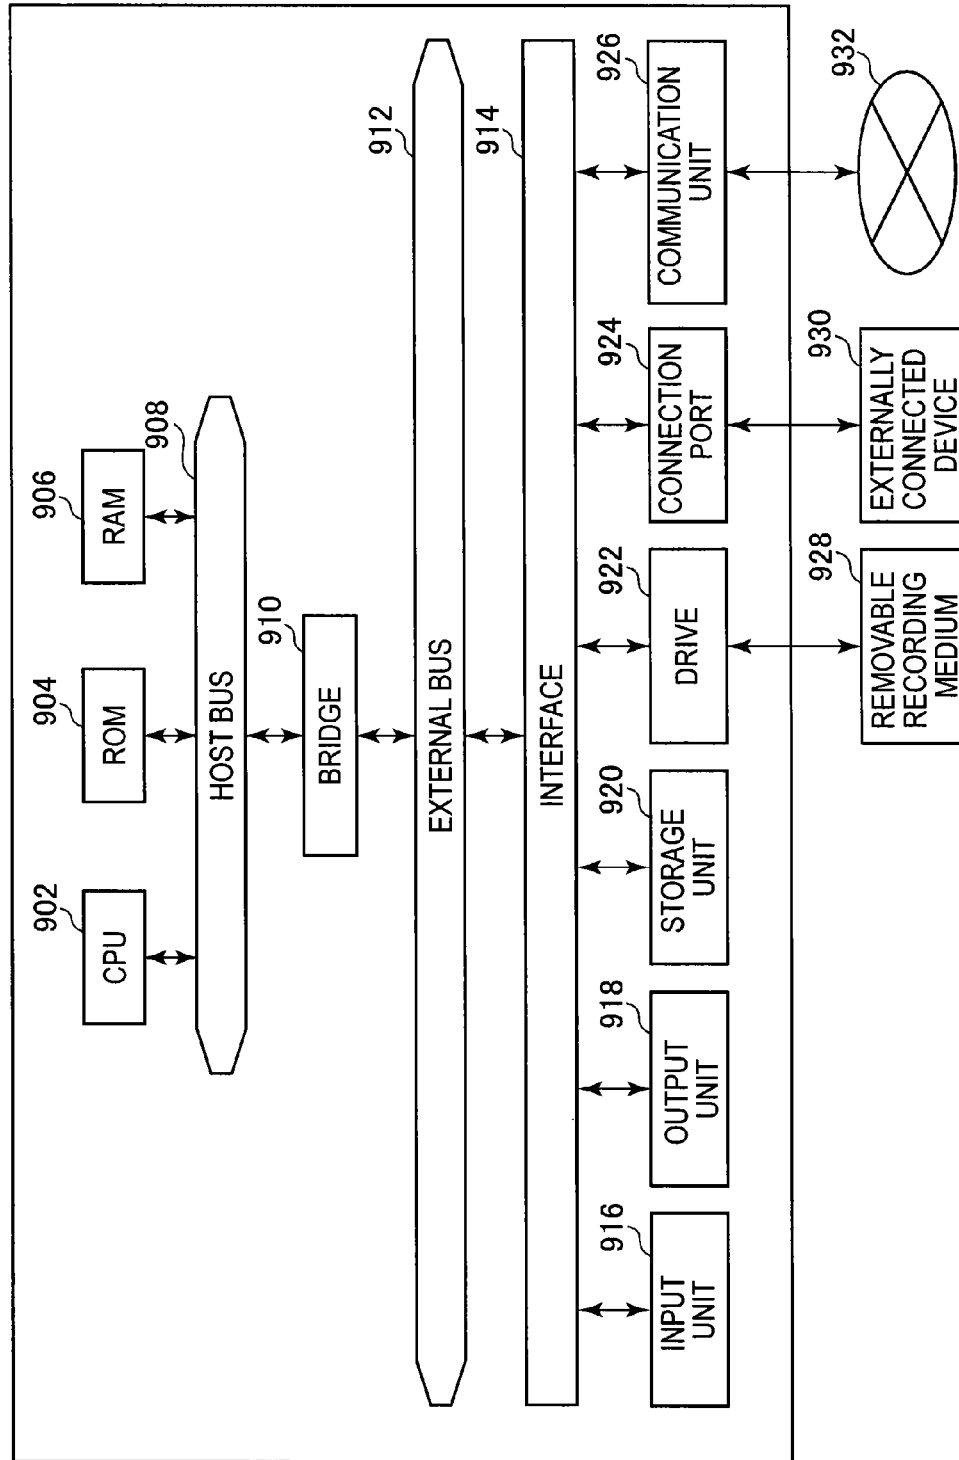 902
CPU
904
ROM
906
RAM
908
HOST BUS
910
BRIDGE
912
EXTERNAL BUS
914
INTERFACE
916
INPUT
UNIT
918
OUTPUT
UNIT
920
STORAGE
UNIT
922
DRIVE
924
CONNECTION
PORT
926
COMMUNICATION
UNIT
928
REMOVABLE
RECORDING
MEDIUM
930
EXTERNALLY
CONNECTED
DEVICE
932